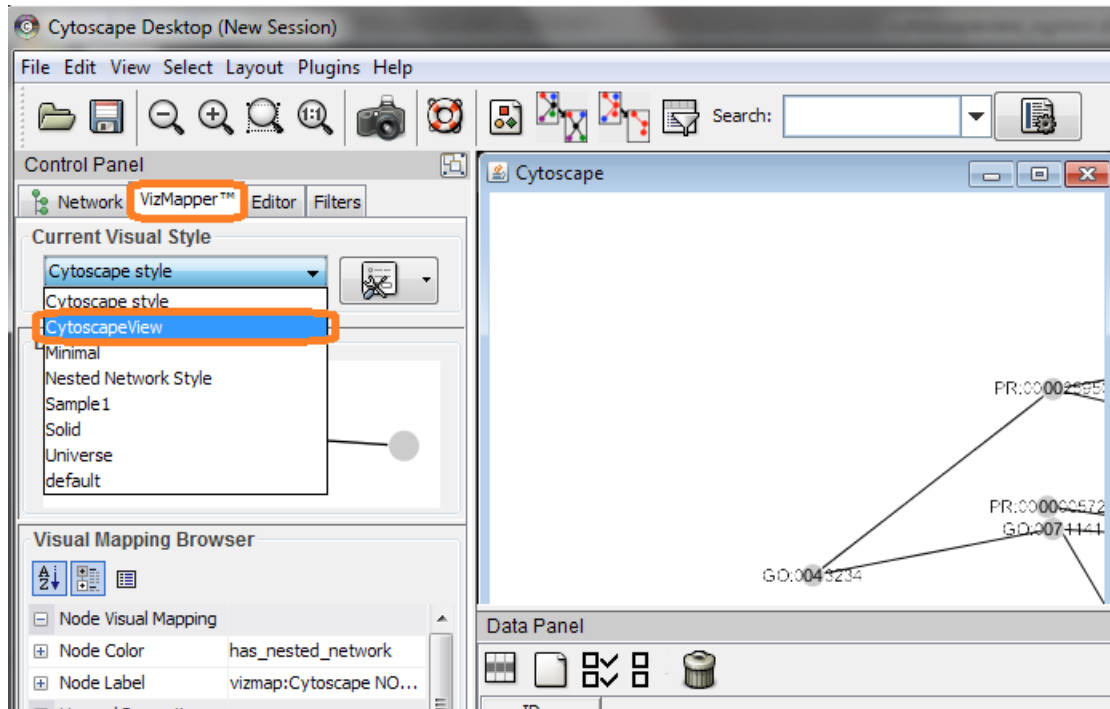 Cytoscape Desktop (New Session)
File Edit View Select Layout Plugins Help
1:1
Search:
Control Panel
Cytoscape
Network VizMapper™ Editor Filters
Current Visual Style
Cytoscape style
Cytoscape style
CytoscapeView
Minimal
Nested Network Style
Sample1
Solid
Universe
default
GO:0043234
Visual Mapping Browser
Node Visual Mapping
Node Color has_nested_network
Node Label vizmap:Cytoscape NO...
Data Panel